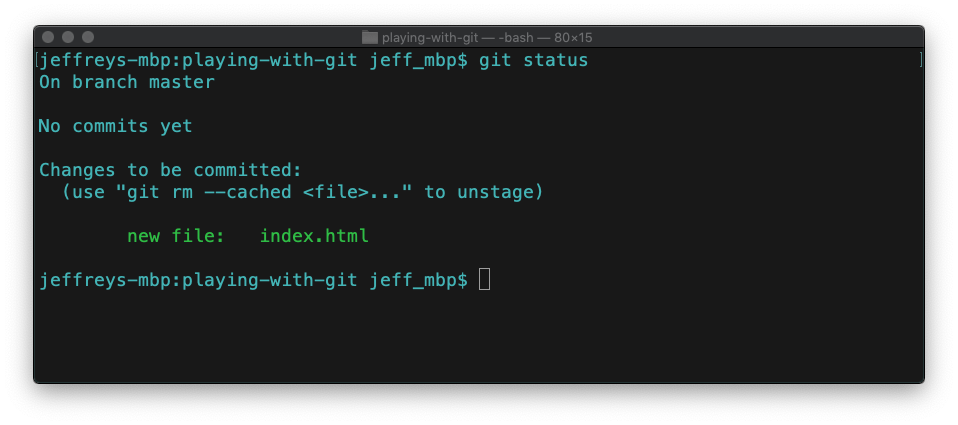 playing-with-git — -bash — 80×15
[jeffreys-mbp:playing-with-git jeff_mbp$ git status ]
On branch master
No commits yet
Changes to be committed:
(use "git rm --cached <file>..." to unstage)
new file: index.html
jeffreys-mbp:playing-with-git jeff_mbp$